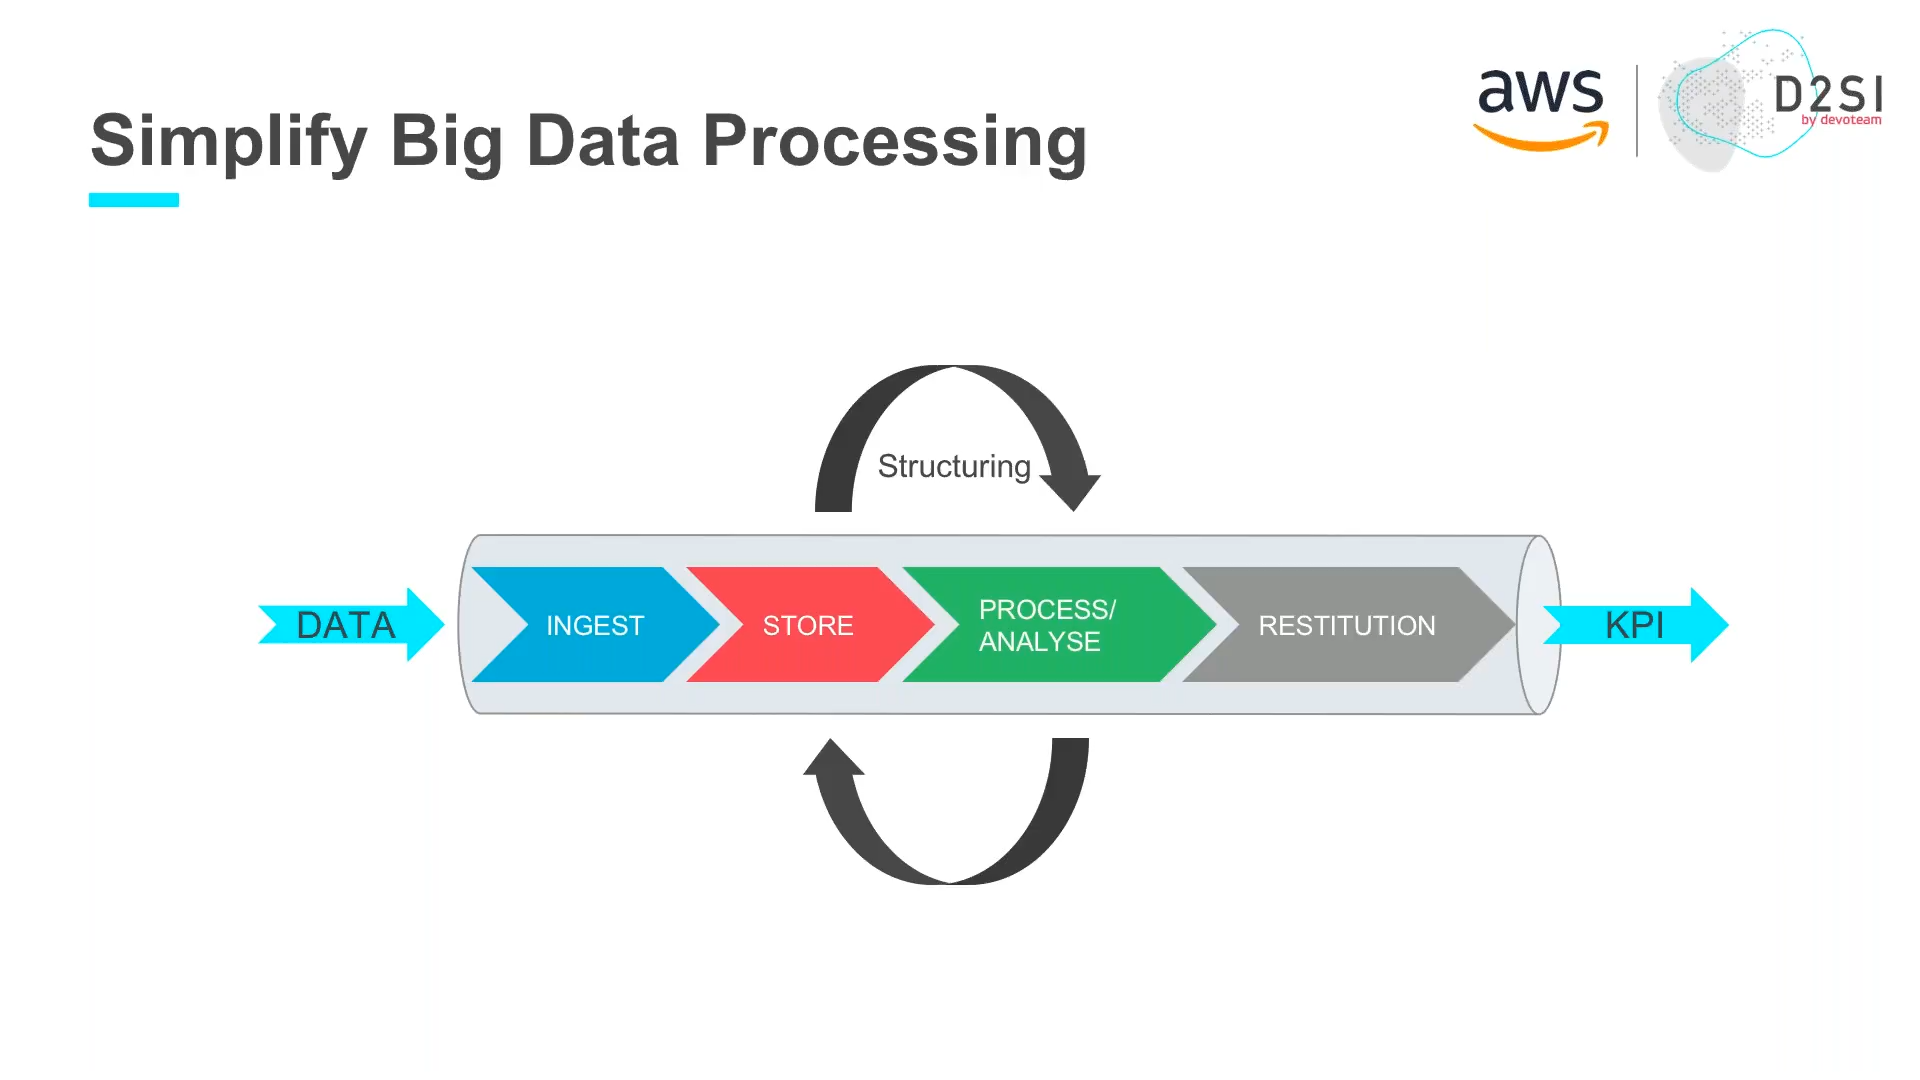 aws
D2SI
by devoteam
Simplify Big Data Processing
Structuring
DATA
INGEST
STORE
PROCESS/
ANALYSE
RESTITUTION
KPI